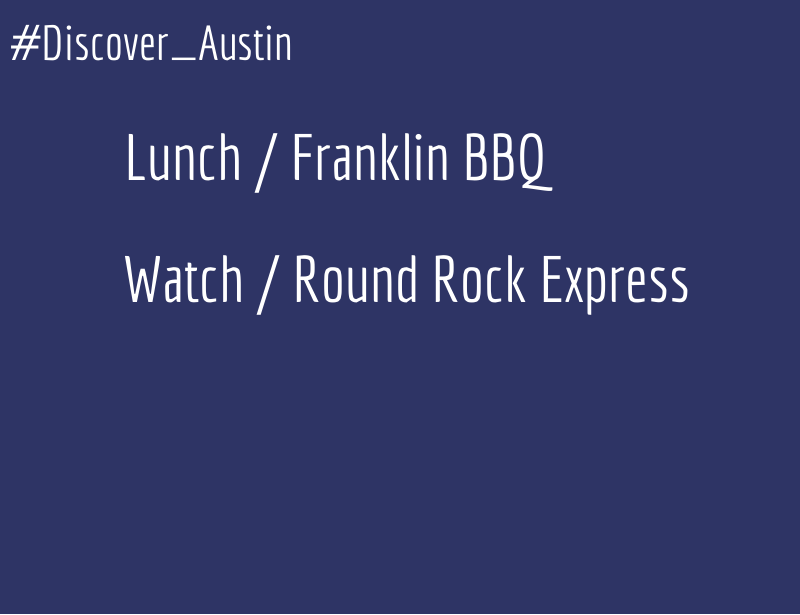 #Discover_Austin
Lunch / Franklin BBQ
Watch / Round Rock Express